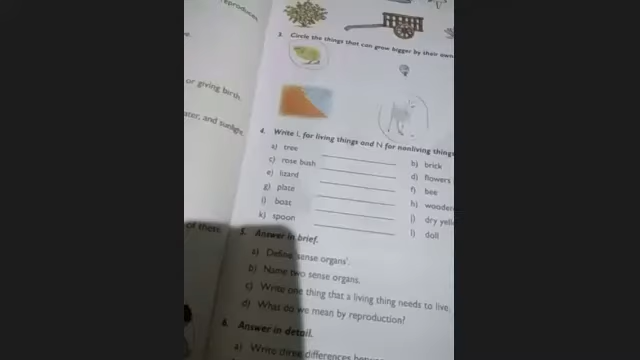 reproduces
or giving birth.
ater, and sunlight.
of them.
3. Circle the things that can grow bigger by their own
4. Write L for living things and N for nonliving things
a) tree
b) brick
c) rose bush
d) flowers
e) lizard
f) bee
g) plate
h) wooden
i) boat
j) dry
k) spoon
l) doll
5. Answer in brief.
a) Define 'sense organs'.
b) Name two sense organs.
c) Write one thing that a living thing needs to live.
d) What do we mean by reproduction?
6. Answer in detail.
a) Write three differences